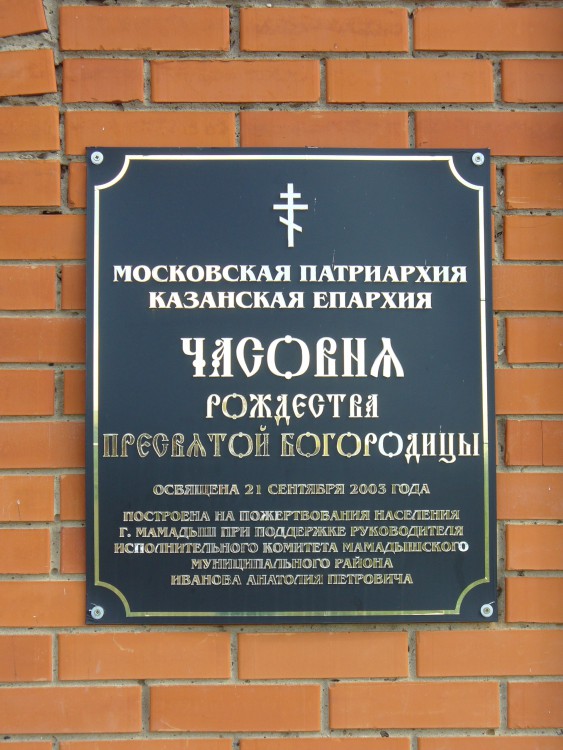 МОСКОВСКАЯ ПАТРИАРХИЯ
КАЗАНСКАЯ ЕПАРХИЯ
ЧАСОВНЯ
РОЖДЕСТВА
ПРЕСВЯТОЙ БОГОРОДИЦЫ
ОСВЯЩЕНА 21 СЕНТЯБРЯ 2003 ГОДА
ПОСТРОЕНА НА ПОЖЕРТВОВАНИЯ НАСЕЛЕНИЯ
Г. МАМАДЫШ ПРИ ПОДДЕРЖКЕ РУКОВОДИТЕЛЯ
ИСПОЛНИТЕЛЬНОГО КОМИТЕТА МАМАДЫШСКОГО
МУНИЦИПАЛЬНОГО РАЙОНА
ИВАНОВА АНАТОЛИЯ ПЕТРОВИЧА